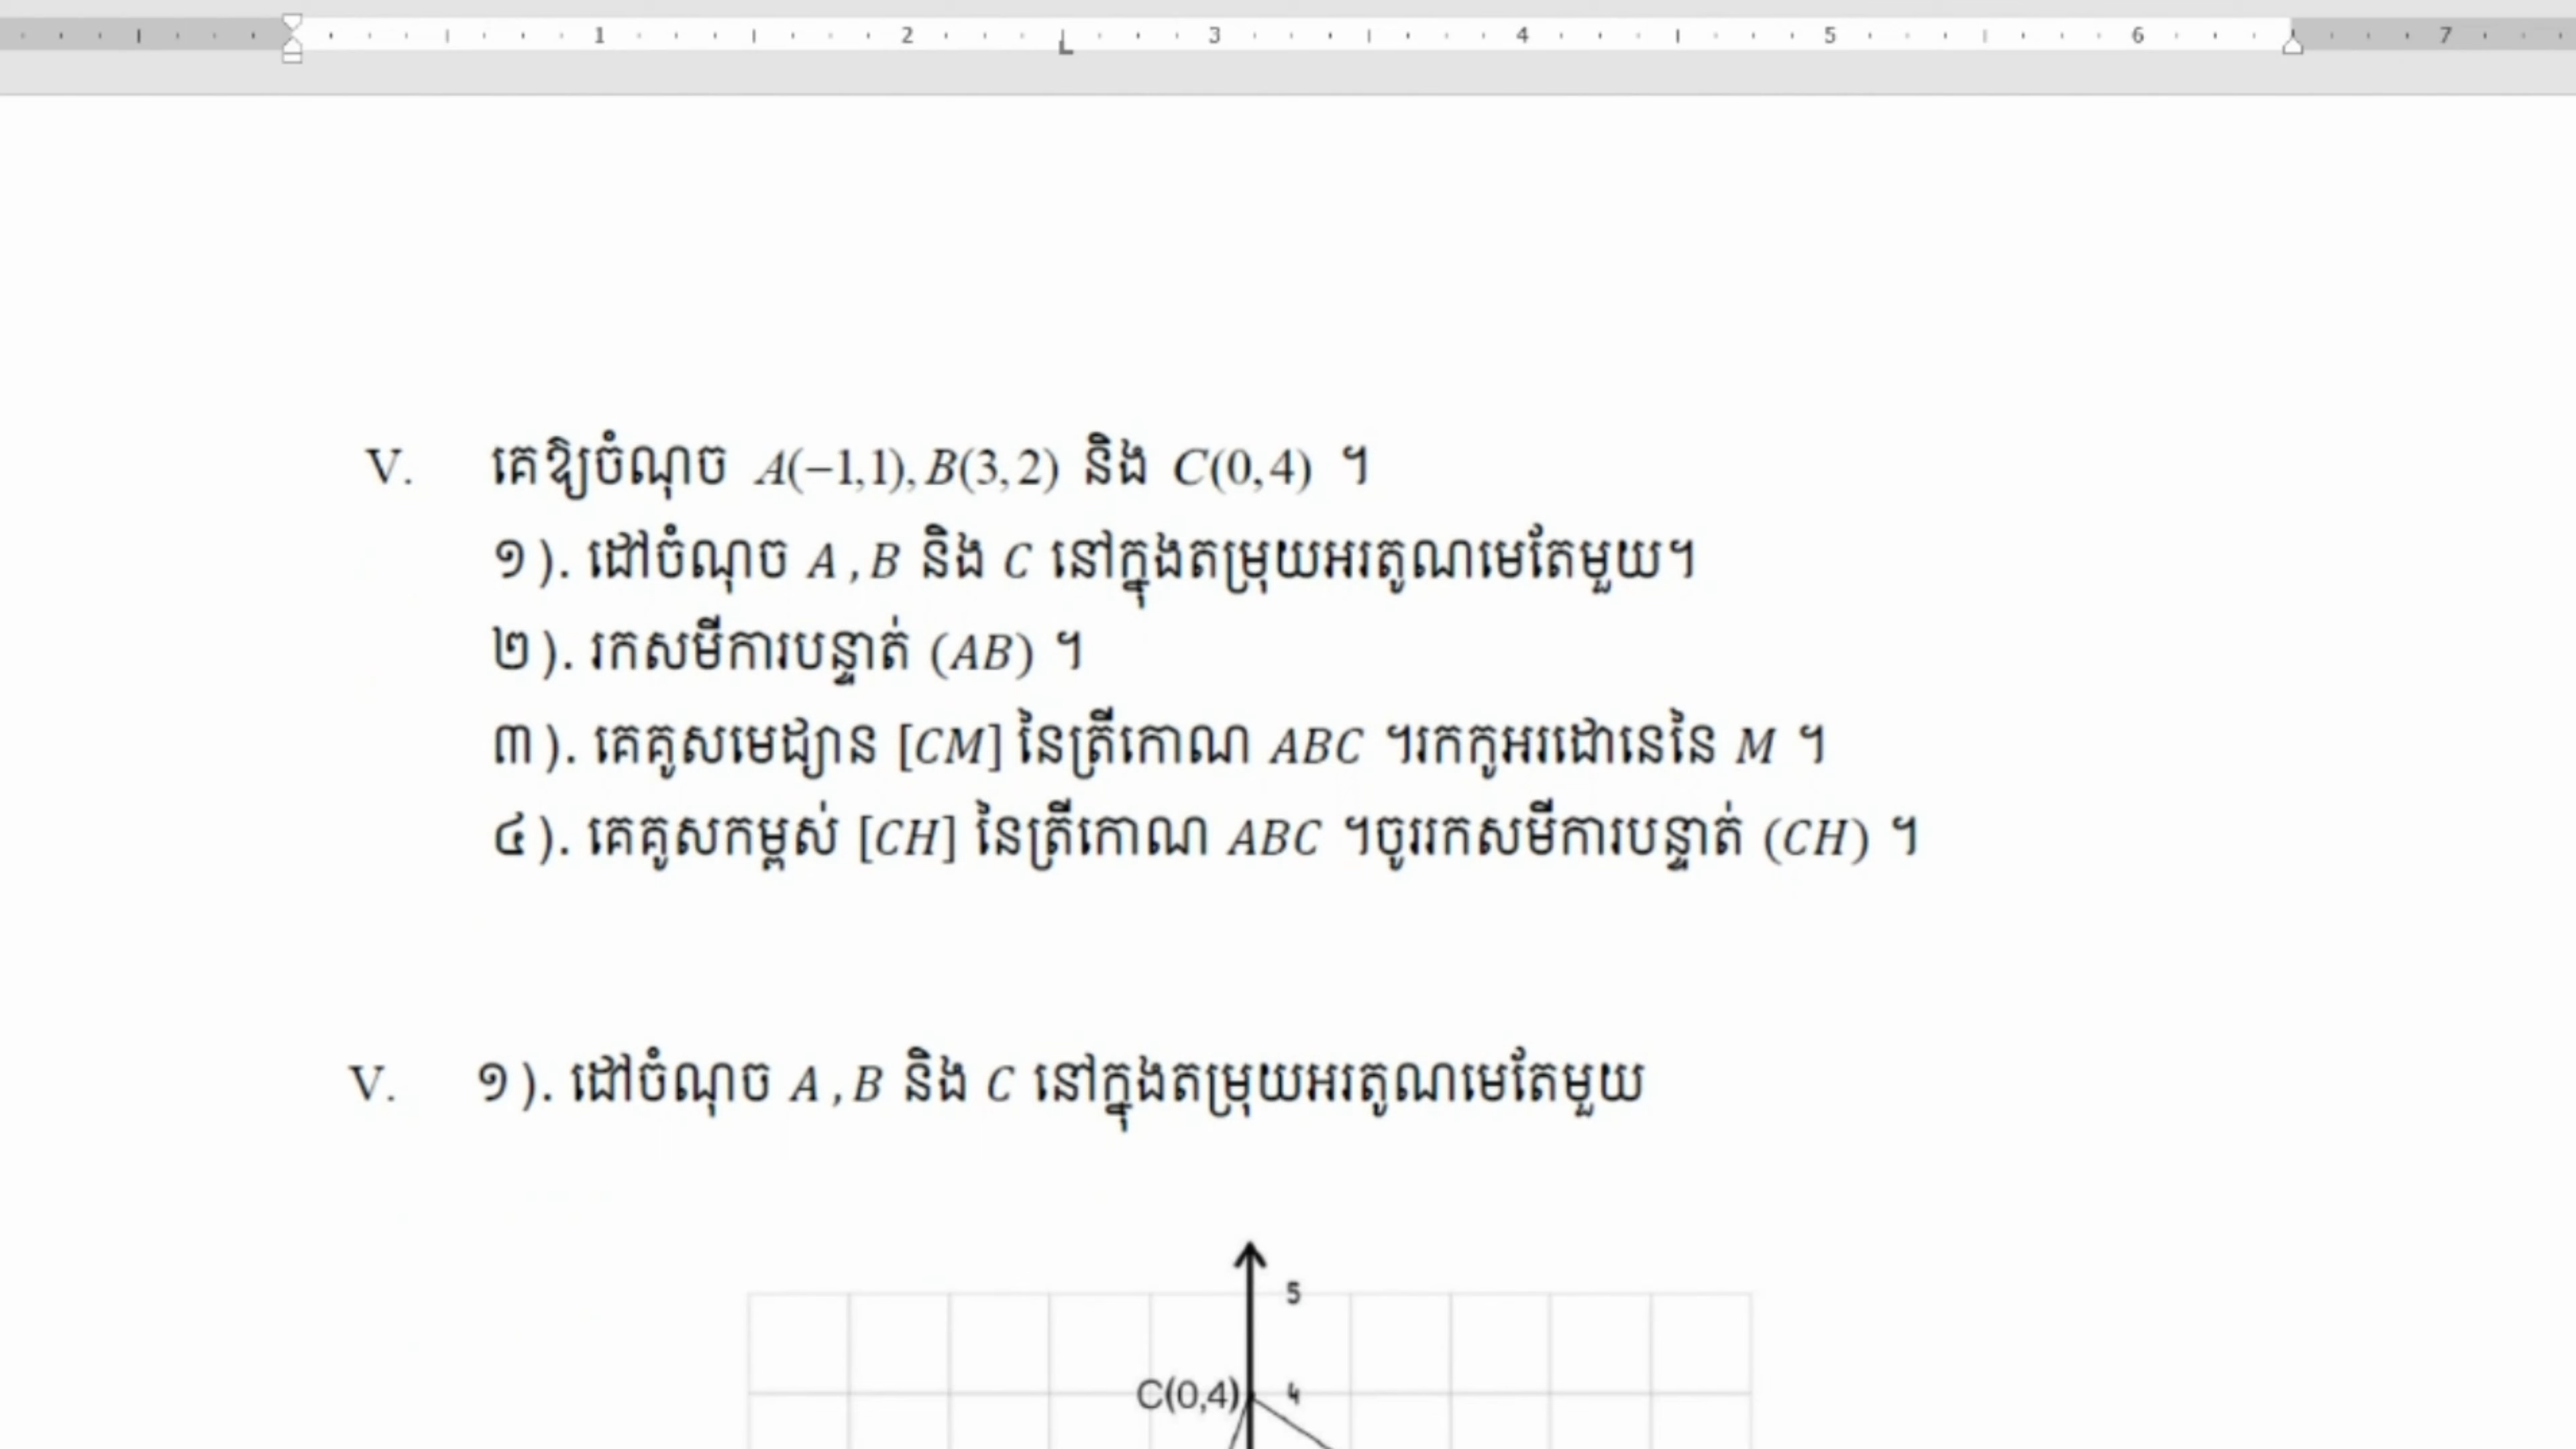 1 2 3 4 5 6 7
V. គេឱ្យចំណុច A(−1,1), B(3,2) និង C(0,4) ។
១). ដៅចំណុច A , B និង C នៅក្នុងតម្រុយអរតូណមេតែមួយ។
២). រកសមីការបន្ទាត់ (AB) ។
៣). គេគូសមេដ្យាន [CM] នៃត្រីកោណ ABC ។រកកូអរដោនេនៃ M ។
៤). គេគូសកម្ពស់ [CH] នៃត្រីកោណ ABC ។ចូររកសមីការបន្ទាត់ (CH) ។
V. ១). ដៅចំណុច A , B និង C នៅក្នុងតម្រុយអរតូណមេតែមួយ
5
C(0,4) 4